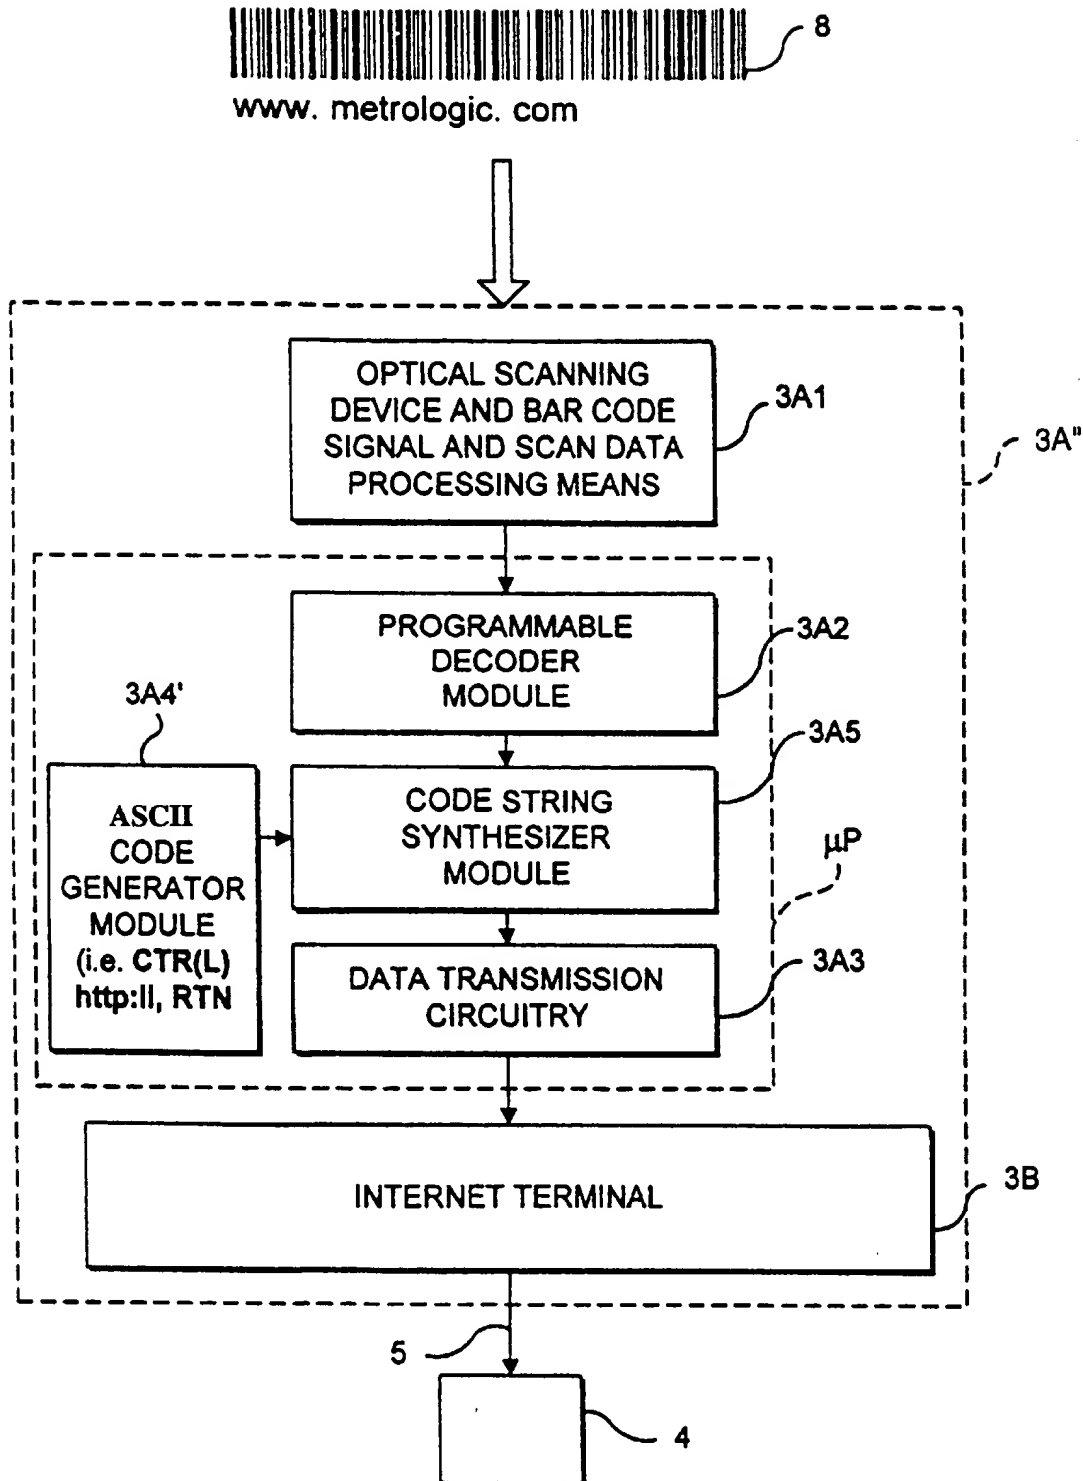 8
www. metrologic. com
OPTICAL SCANNING
DEVICE AND BAR CODE
SIGNAL AND SCAN DATA
PROCESSING MEANS
3A1
3A"
PROGRAMMABLE
DECODER
MODULE
3A2
3A4'
3A5
ASCII
CODE
GENERATOR
MODULE
(i.e. CTR(L)
http:ll, RTN
CODE STRING
SYNTHESIZER
MODULE
µP
DATA TRANSMISSION
CIRCUITRY
3A3
INTERNET TERMINAL
3B
5
4